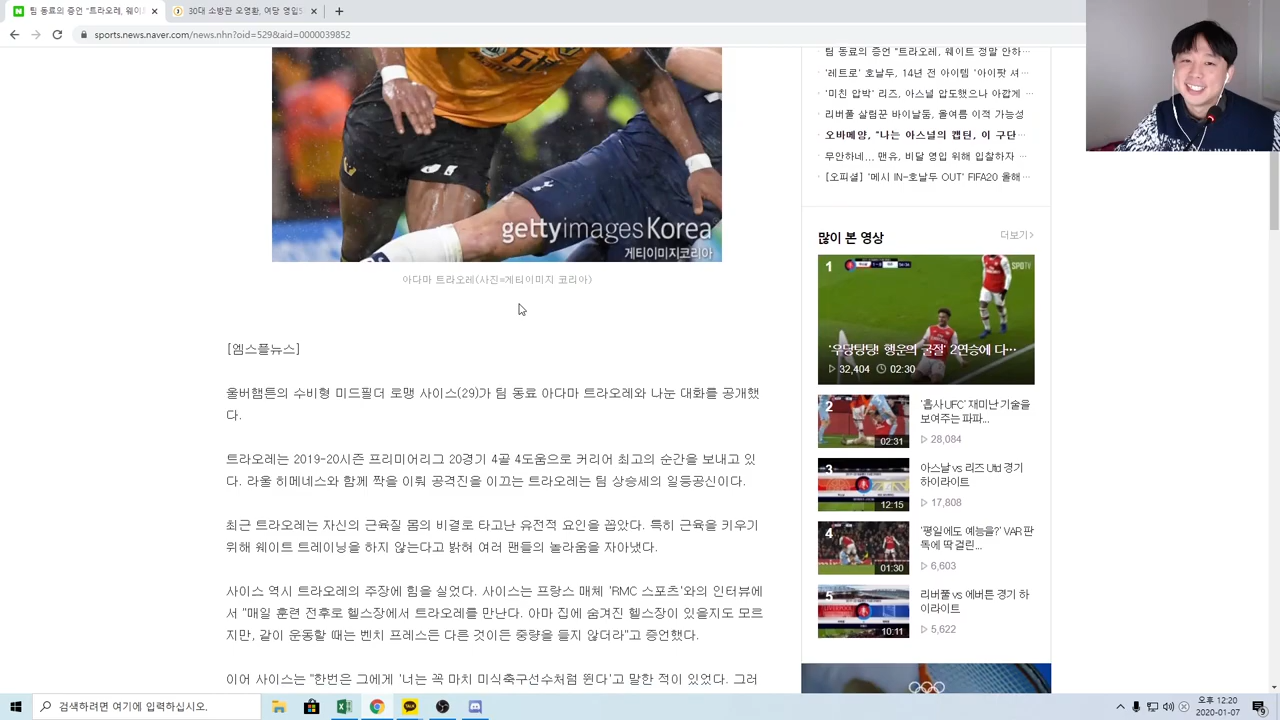 팀 동료의 증언 "트라오레, 웨이트
30대 소방관 오영환, 여당 영입5
sports.news.naver.com/news.nhn?oid=529&aid=0000039852
gettyimagesKorea
게티이미지코리아
아다마 트라오레(사진=게티이미지 코리아)
[엠스플뉴스]
울버햄튼의 수비형 미드필더 로맹 사이스(29)가 팀 동료 아다마 트라오레와 나눈 대화를 공개했
다.
트라오레는 2019-20시즌 프리미어리그 20경기 4골 4도움으로 커리어 최고의 순간을 보내고 있
다. 라울 히메네스와 함께 짝을 이뤄 공격진을 이끄는 트라오레는 팀 상승세의 일등공신이다.
최근 트라오레는 자신의 근육질 몸의 비결로 타고난 유전적 요인을 꼽았다. 특히 근육을 키우기
위해 웨이트 트레이닝을 하지 않는다고 밝혀 여러 팬들의 놀라움을 자아냈다.
사이스 역시 트라오레의 주장에 힘을 실었다. 사이스는 프랑스 매체 'RMC 스포츠'와의 인터뷰에
서 "매일 훈련 전후로 헬스장에서 트라오레를 만난다. 아마 집에 숨겨진 헬스장이 있을지도 모르
지만, 같이 운동할 때는 벤치 프레스든 다른 것이든 중량을 들지 않더라"고 증언했다.
이어 사이스는 "한번은 그에게 '너는 꼭 마치 미식축구선수처럼 뛴다'고 말한 적이 있었다. 그러
팀 동료의 증언 "트라오레, 웨이트 정말 안하…
'레트로' 호날두, 14년 전 아이템 '아이팟 셔…
'미친 압박' 리즈, 아스널 압도했으나 아깝게 …
리버풀 살림꾼 바이날둠, 올여름 이적 가능성
오바메양, "나는 아스널의 캡틴, 이 구단…
무안하네... 맨유, 비달 영입 위해 입찰하자 …
[오피셜] '메시 IN-호날두 OUT' FIFA20 올해…
많이 본 영상
더보기
1
SPOTV
'우당탕탕! 행운의 굴절' 2연승에 다…
32,404 02:30
2
02:31
'흡사 UFC' 재미난 기술을
보여주는 파파...
28,084
3
12:15
아스날 vs 리즈 Utd 경기
하이라이트
17,808
4
01:30
'평일에도 예능을?' VAR 판
독에 딱 걸린...
6,603
5
10:11
리버풀 vs 에버튼 경기 하
이라이트
5,622
검색하려면 여기에 입력하십시오.
오후 12:20
2020-01-07
9